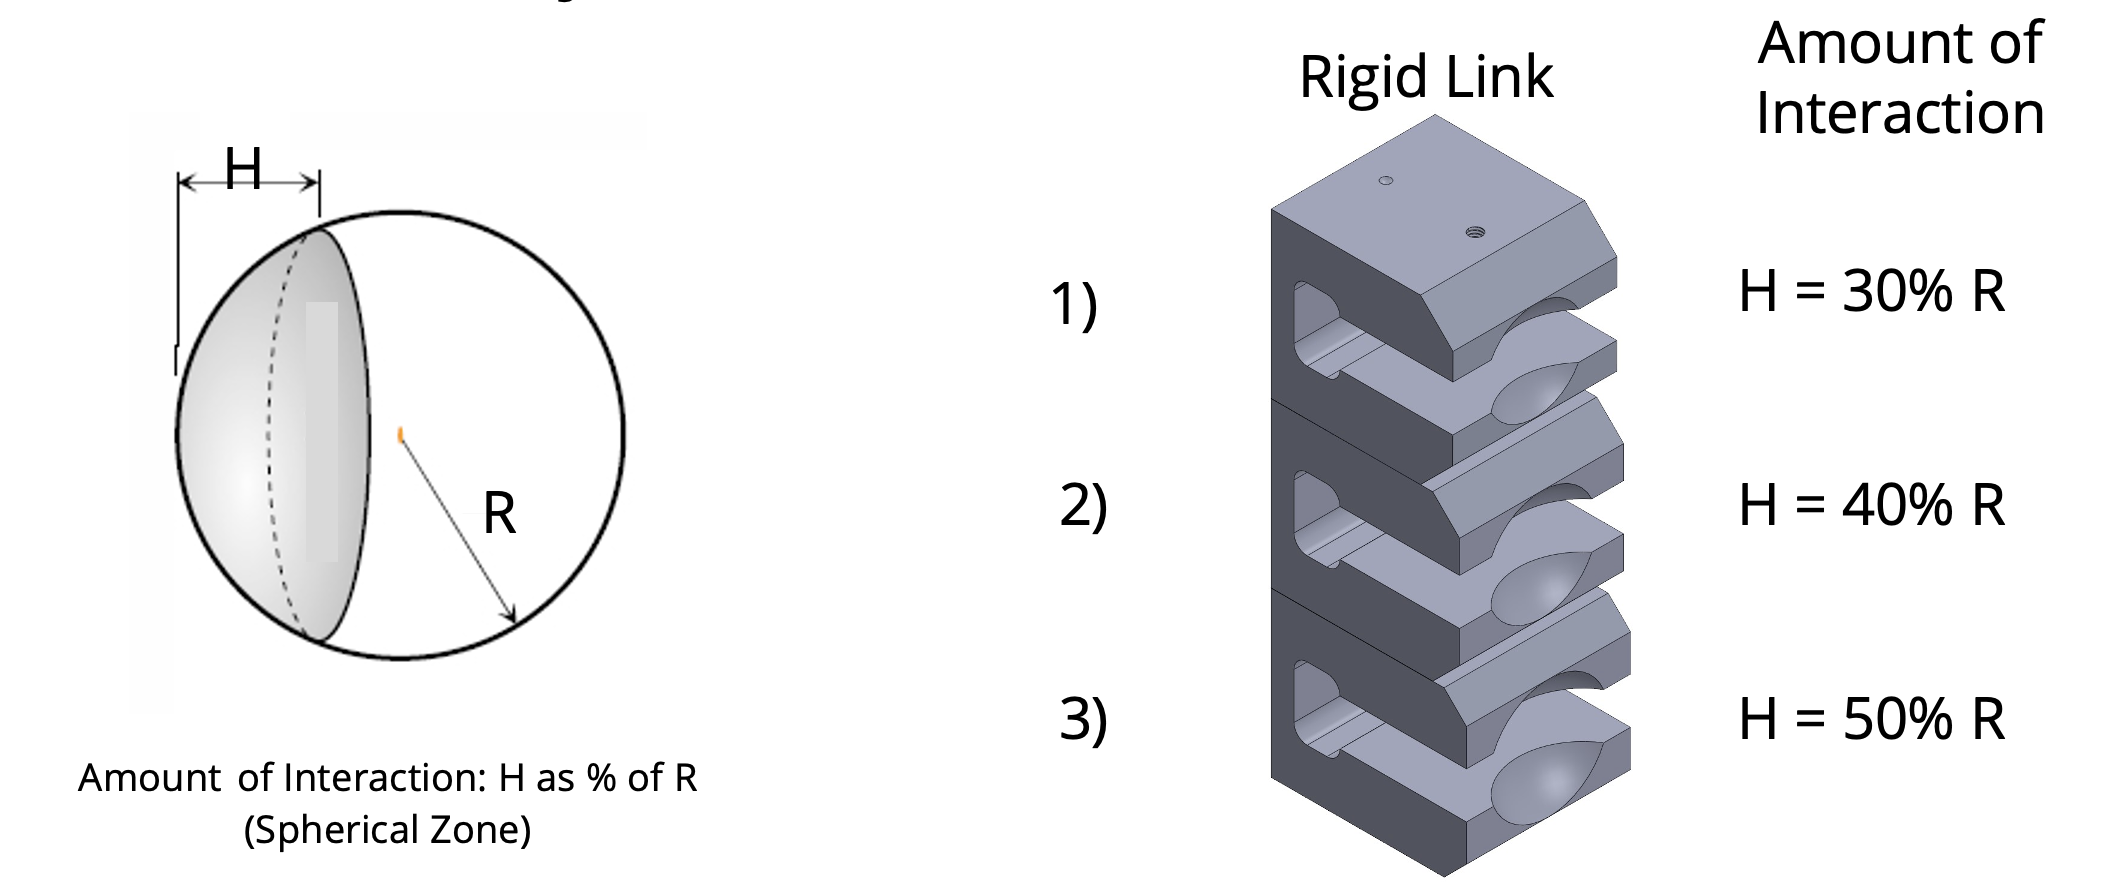 H
R
Amount of Interaction: H as % of R
(Spherical Zone)
Rigid Link
Amount of
Interaction
1)
H = 30% R
2)
H = 40% R
3)
H = 50% R